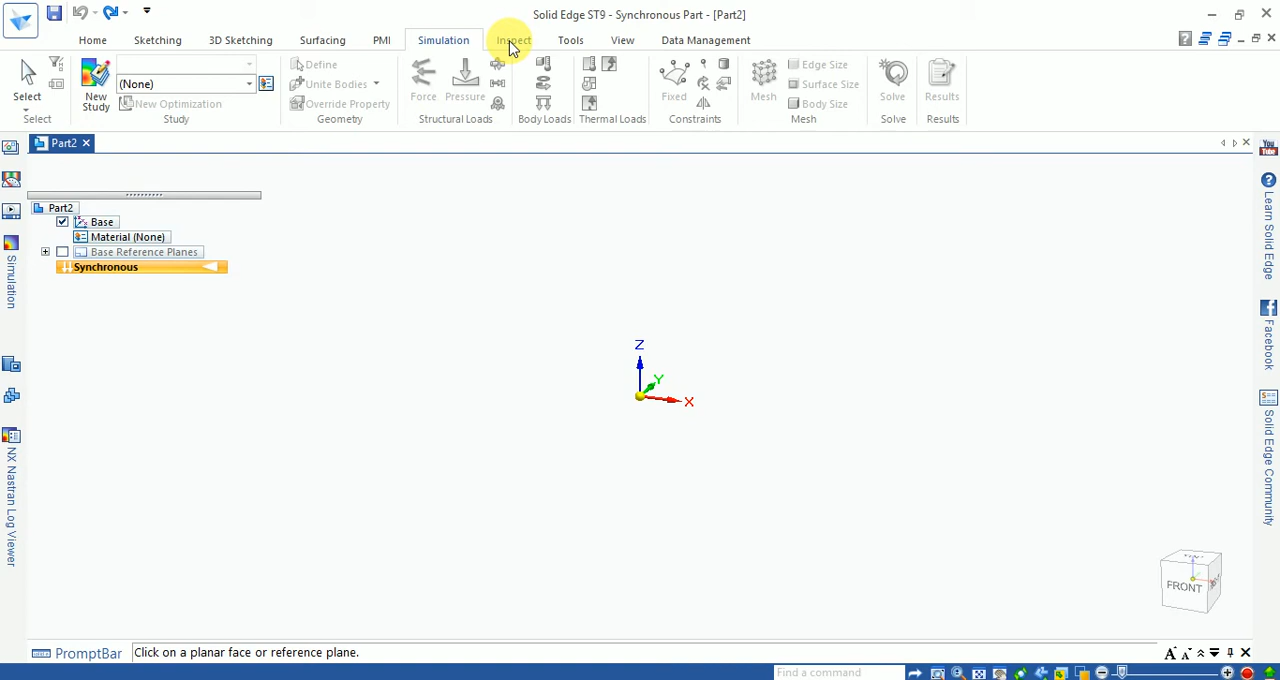 Solid Edge ST9 - Synchronous Part - [Part2]
Home Sketching 3D Sketching Surfacing PMI Simulation Inspect Tools View Data Management
Select
Select
New Study
(None)
New Optimization
Study
Define
Unite Bodies
Override Property
Geometry
Force
Pressure
Structural Loads
Body Loads
Thermal Loads
Fixed
Constraints
Mesh
Edge Size
Surface Size
Body Size
Mesh
Solve
Solve
Results
Results
Part2
Part2
Base
Material (None)
Base Reference Planes
Synchronous
Simulation
NX Nastran Log Viewer
Z
Y
X
FRONT
You
Tube
Learn Solid Edge
Facebook
Solid Edge Community
PromptBar
Click on a planar face or reference plane.
Find a command